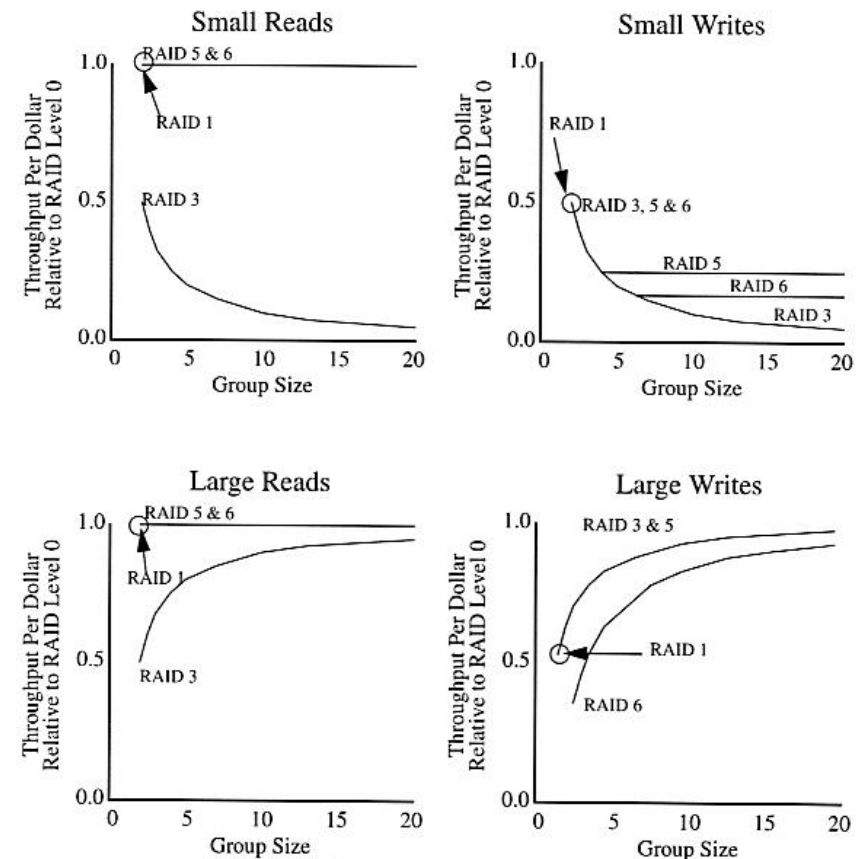 Small Reads
Throughput Per Dollar
Relative to RAID Level 0
1.0
0.5
0.0
RAID 5 & 6
RAID 1
RAID 3
0 5 10 15 20
Group Size
Small Writes
Throughput Per Dollar
Relative to RAID Level 0
1.0
0.5
0.0
RAID 1
RAID 3, 5 & 6
RAID 5
RAID 6
RAID 3
0 5 10 15 20
Group Size
Large Reads
Throughput Per Dollar
Relative to RAID Level 0
1.0
0.5
0.0
RAID 5 & 6
RAID 1
RAID 3
0 5 10 15 20
Group Size
Large Writes
Throughput Per Dollar
Relative to RAID Level 0
1.0
0.5
0.0
RAID 3 & 5
RAID 1
RAID 6
0 5 10 15 20
Group Size